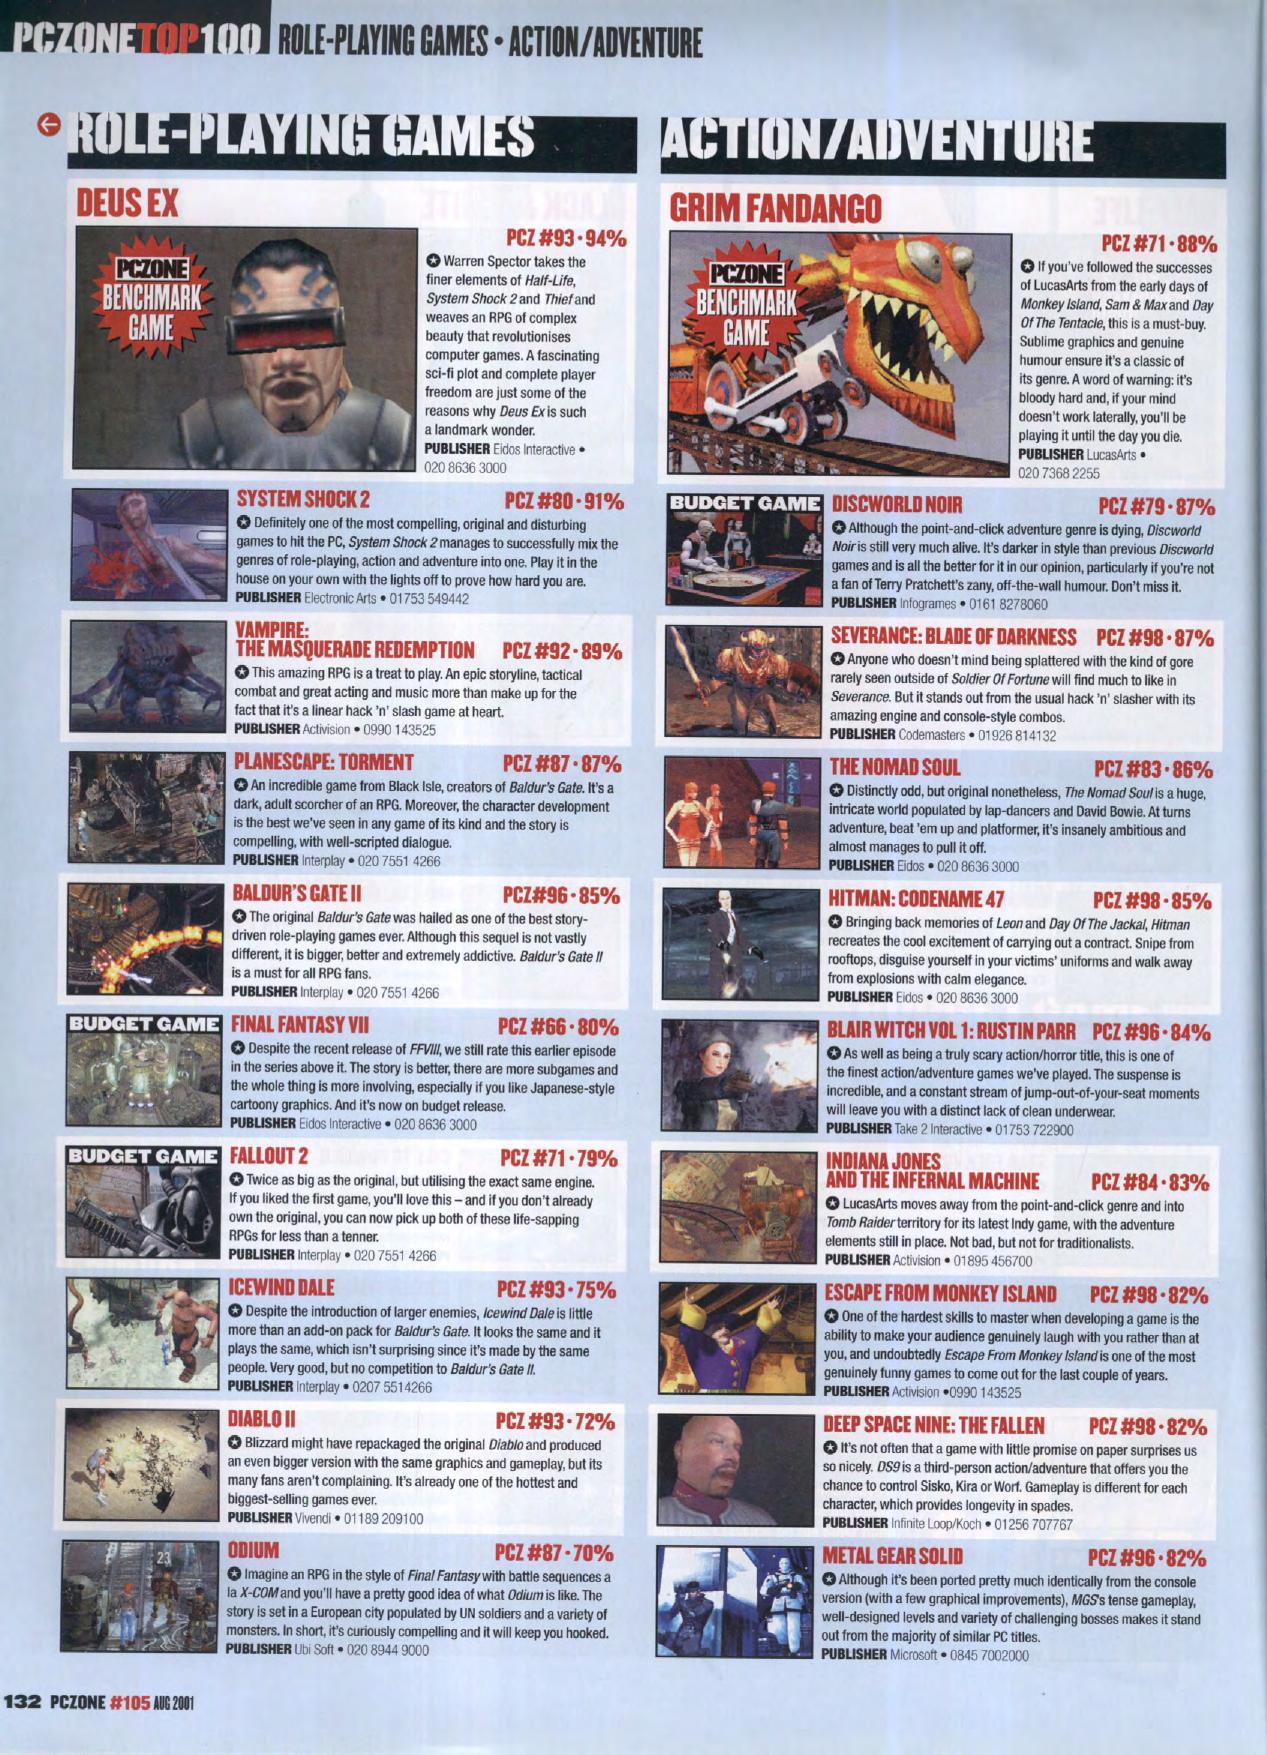 PCZONETOP100 ROLE-PLAYING GAMES • ACTION/ADVENTURE
ROLE-PLAYING GAMES
DEUS EX
PCZONE
BENCHMARK
GAME
PCZ #93 • 94%
Warren Spector takes the
finer elements of Half-Life,
System Shock 2 and Thief and
weaves an RPG of complex
beauty that revolutionises
computer games. A fascinating
sci-fi plot and complete player
freedom are just some of the
reasons why Deus Ex is such
a landmark wonder.
PUBLISHER Eidos Interactive •
020 8636 3000
SYSTEM SHOCK 2 PCZ #80 • 91%
Definitely one of the most compelling, original and disturbing
games to hit the PC, System Shock 2 manages to successfully mix the
genres of role-playing, action and adventure into one. Play it in the
house on your own with the lights off to prove how hard you are.
PUBLISHER Electronic Arts • 01753 549442
VAMPIRE:
THE MASQUERADE REDEMPTION PCZ #92 • 89%
This amazing RPG is a treat to play. An epic storyline, tactical
combat and great acting and music more than make up for the
fact that it's a linear hack 'n' slash game at heart.
PUBLISHER Activision • 0990 143525
PLANESCAPE: TORMENT PCZ #87 • 87%
An incredible game from Black Isle, creators of Baldur's Gate. It's a
dark, adult scorcher of an RPG. Moreover, the character development
is the best we've seen in any game of its kind and the story is
compelling, with well-scripted dialogue.
PUBLISHER Interplay • 020 7551 4266
BALDUR'S GATE II PCZ#96 • 85%
The original Baldur's Gate was hailed as one of the best story-
driven role-playing games ever. Although this sequel is not vastly
different, it is bigger, better and extremely addictive. Baldur's Gate II
is a must for all RPG fans.
PUBLISHER Interplay • 020 7551 4266
BUDGET GAME
FINAL FANTASY VII PCZ #66 • 80%
Despite the recent release of FFVIII, we still rate this earlier episode
in the series above it. The story is better, there are more subgames and
the whole thing is more involving, especially if you like Japanese-style
cartoony graphics. And it's now on budget release.
PUBLISHER Eidos Interactive • 020 8636 3000
BUDGET GAME
FALLOUT 2 PCZ #71 • 79%
Twice as big as the original, but utilising the exact same engine.
If you liked the first game, you'll love this – and if you don't already
own the original, you can now pick up both of these life-sapping
RPGs for less than a tenner.
PUBLISHER Interplay • 020 7551 4266
ICEWIND DALE PCZ #93 • 75%
Despite the introduction of larger enemies, Icewind Dale is little
more than an add-on pack for Baldur's Gate. It looks the same and it
plays the same, which isn't surprising since it's made by the same
people. Very good, but no competition to Baldur's Gate II.
PUBLISHER Interplay • 0207 5514266
DIABLO II PCZ #93 • 72%
Blizzard might have repackaged the original Diablo and produced
an even bigger version with the same graphics and gameplay, but its
many fans aren't complaining. It's already one of the hottest and
biggest-selling games ever.
PUBLISHER Vivendi • 01189 209100
23
ODIUM PCZ #87 • 70%
Imagine an RPG in the style of Final Fantasy with battle sequences a
la X-COM and you'll have a pretty good idea of what Odium is like. The
story is set in a European city populated by UN soldiers and a variety of
monsters. In short, it's curiously compelling and it will keep you hooked.
PUBLISHER Ubi Soft • 020 8944 9000
ACTION/ADVENTURE
GRIM FANDANGO
PCZONE
BENCHMARK
GAME
PCZ #71 • 88%
If you've followed the successes
of LucasArts from the early days of
Monkey Island, Sam & Max and Day
Of The Tentacle, this is a must-buy.
Sublime graphics and genuine
humour ensure it's a classic of
its genre. A word of warning: it's
bloody hard and, if your mind
doesn't work laterally, you'll be
playing it until the day you die.
PUBLISHER LucasArts •
020 7368 2255
BUDGET GAME
DISCWORLD NOIR PCZ #79 • 87%
Although the point-and-click adventure genre is dying, Discworld
Noir is still very much alive. It's darker in style than previous Discworld
games and is all the better for it in our opinion, particularly if you're not
a fan of Terry Pratchett's zany, off-the-wall humour. Don't miss it.
PUBLISHER Infogrames • 0161 8278060
SEVERANCE: BLADE OF DARKNESS PCZ #98 • 87%
Anyone who doesn't mind being splattered with the kind of gore
rarely seen outside of Soldier Of Fortune will find much to like in
Severance. But it stands out from the usual hack 'n' slasher with its
amazing engine and console-style combos.
PUBLISHER Codemasters • 01926 814132
THE NOMAD SOUL PCZ #83 • 86%
Distinctly odd, but original nonetheless, The Nomad Soul is a huge,
intricate world populated by lap-dancers and David Bowie. At turns
adventure, beat 'em up and platformer, it's insanely ambitious and
almost manages to pull it off.
PUBLISHER Eidos • 020 8636 3000
HITMAN: CODENAME 47 PCZ #98 • 85%
Bringing back memories of Leon and Day Of The Jackal, Hitman
recreates the cool excitement of carrying out a contract. Snipe from
rooftops, disguise yourself in your victims' uniforms and walk away
from explosions with calm elegance.
PUBLISHER Eidos • 020 8636 3000
BLAIR WITCH VOL 1: RUSTIN PARR PCZ #96 • 84%
As well as being a truly scary action/horror title, this is one of
the finest action/adventure games we've played. The suspense is
incredible, and a constant stream of jump-out-of-your-seat moments
will leave you with a distinct lack of clean underwear.
PUBLISHER Take 2 Interactive • 01753 722900
INDIANA JONES
AND THE INFERNAL MACHINE PCZ #84 • 83%
LucasArts moves away from the point-and-click genre and into
Tomb Raider territory for its latest Indy game, with the adventure
elements still in place. Not bad, but not for traditionalists.
PUBLISHER Activision • 01895 456700
ESCAPE FROM MONKEY ISLAND PCZ #98 • 82%
One of the hardest skills to master when developing a game is the
ability to make your audience genuinely laugh with you rather than at
you, and undoubtedly Escape From Monkey Island is one of the most
genuinely funny games to come out for the last couple of years.
PUBLISHER Activision •0990 143525
DEEP SPACE NINE: THE FALLEN PCZ #98 • 82%
It's not often that a game with little promise on paper surprises us
so nicely. DS9 is a third-person action/adventure that offers you the
chance to control Sisko, Kira or Worf. Gameplay is different for each
character, which provides longevity in spades.
PUBLISHER Infinite Loop/Koch • 01256 707767
METAL GEAR SOLID PCZ #96 • 82%
Although it's been ported pretty much identically from the console
version (with a few graphical improvements), MGS's tense gameplay,
well-designed levels and variety of challenging bosses makes it stand
out from the majority of similar PC titles.
PUBLISHER Microsoft • 0845 7002000
132 PCZONE #105 AUG 2001